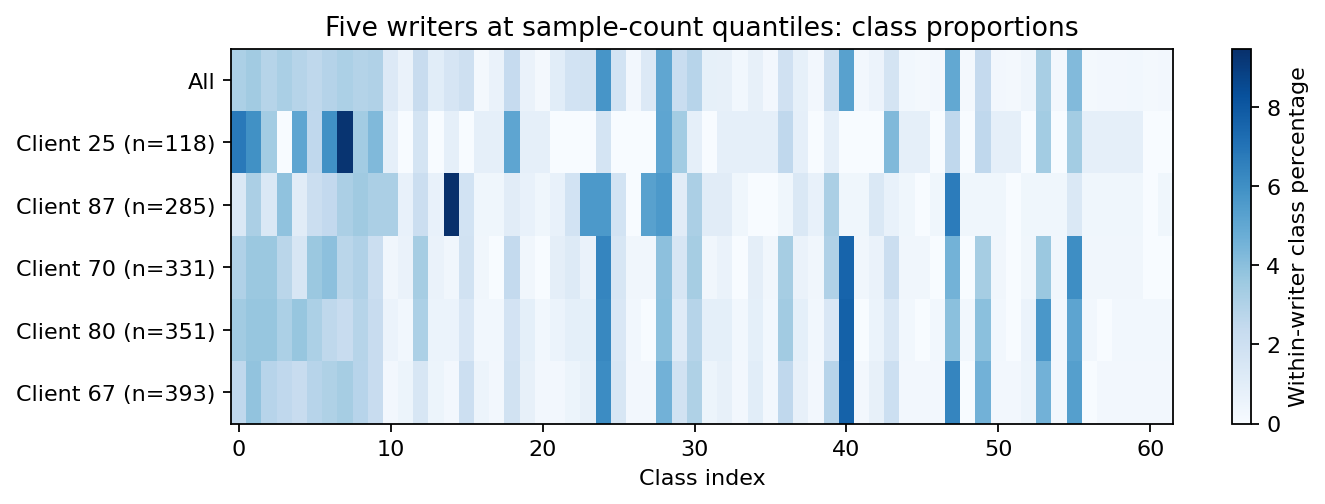 Five writers at sample-count quantiles: class proportions
All
Client 25 (n=118)
Client 87 (n=285)
Client 70 (n=331)
Client 80 (n=351)
Client 67 (n=393)
0 10 20 30 40 50 60
Class index
8
6
4
2
0
Within-writer class percentage